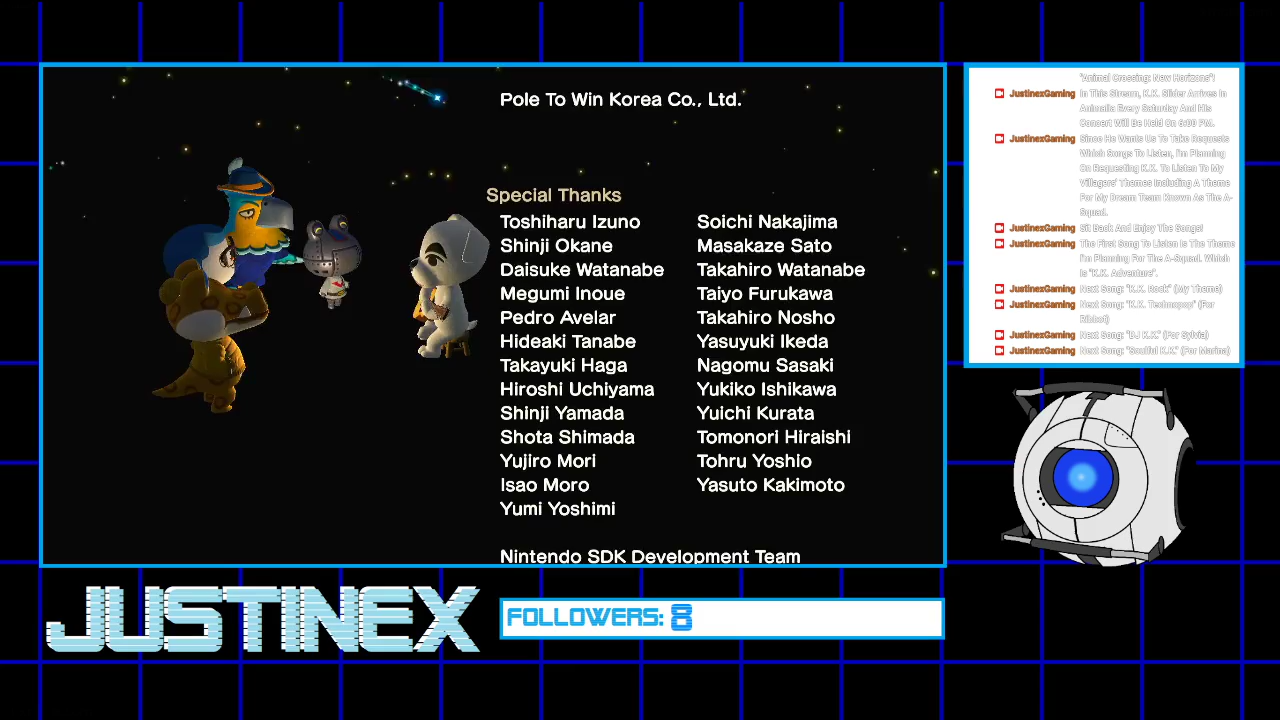 Pole To Win Korea Co., Ltd.
Special Thanks
Toshiharu Izuno Soichi Nakajima
Shinji Okane Masakaze Sato
Daisuke Watanabe Takahiro Watanabe
Megumi Inoue Taiyo Furukawa
Pedro Avelar Takahiro Nosho
Hideaki Tanabe Yasuyuki Ikeda
Takayuki Haga Nagomu Sasaki
Hiroshi Uchiyama Yukiko Ishikawa
Shinji Yamada Yuichi Kurata
Shota Shimada Tomonori Hiraishi
Yujiro Mori Tohru Yoshio
Isao Moro Yasuto Kakimoto
Yumi Yoshimi
Nintendo SDK Development Team
"Animal Crossing: New Horizons"!
JustinexGaming In This Stream, K.K. Slider Arrives In
Animalia Every Saturday And His
Concert Will Be Held On 6:00 PM.
JustinexGaming Since He Wants Us To Take Requests
Which Songs To Listen, I'm Planning
On Requesting K.K. To Listen To My
Villagers' Themes Including A Theme
For My Dream Team Known As The A-
Squad.
JustinexGaming Sit Back And Enjoy The Songs!
JustinexGaming The First Song To Listen Is The Theme
I'm Planning For The A-Squad. Which
Is "K.K. Adventure".
JustinexGaming Next Song: "K.K. Rock" (My Theme)
JustinexGaming Next Song: "K.K. Technopop" (For
Ribbot)
JustinexGaming Next Song: "DJ K.K." (For Sylvia)
JustinexGaming Next Song: "Soulful K.K." (For Marina)
JUSTINEX
FOLLOWERS: 8